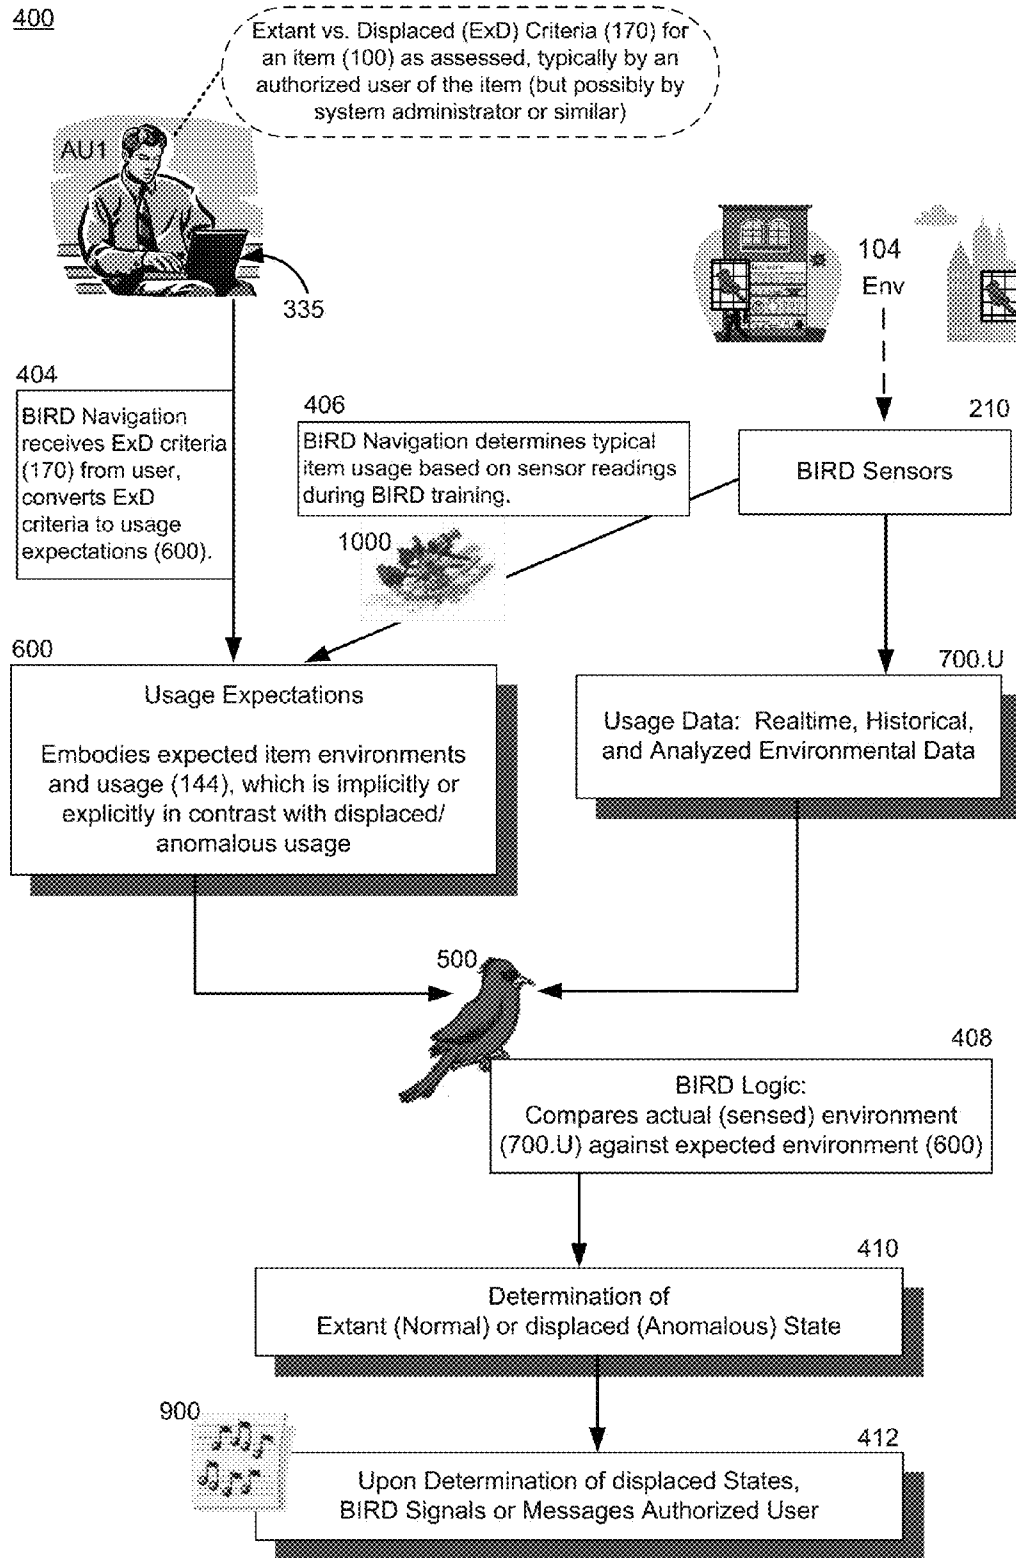 400
Extant vs. Displaced (ExD) Criteria (170) for
an item (100) as assessed, typically by an
authorized user of the item (but possibly by
system administrator or similar)
AU1
335
104
Env
404
BIRD Navigation
receives ExD criteria
(170) from user,
converts ExD
criteria to usage
expectations (600).
406
BIRD Navigation determines typical
item usage based on sensor readings
during BIRD training.
210
BIRD Sensors
1000
600
Usage Expectations
Embodies expected item environments
and usage (144), which is implicitly or
explicitly in contrast with displaced/
anomalous usage
700.U
Usage Data: Realtime, Historical,
and Analyzed Environmental Data
500
408
BIRD Logic:
Compares actual (sensed) environment
(700.U) against expected environment (600)
410
Determination of
Extant (Normal) or displaced (Anomalous) State
900
412
Upon Determination of displaced States,
BIRD Signals or Messages Authorized User